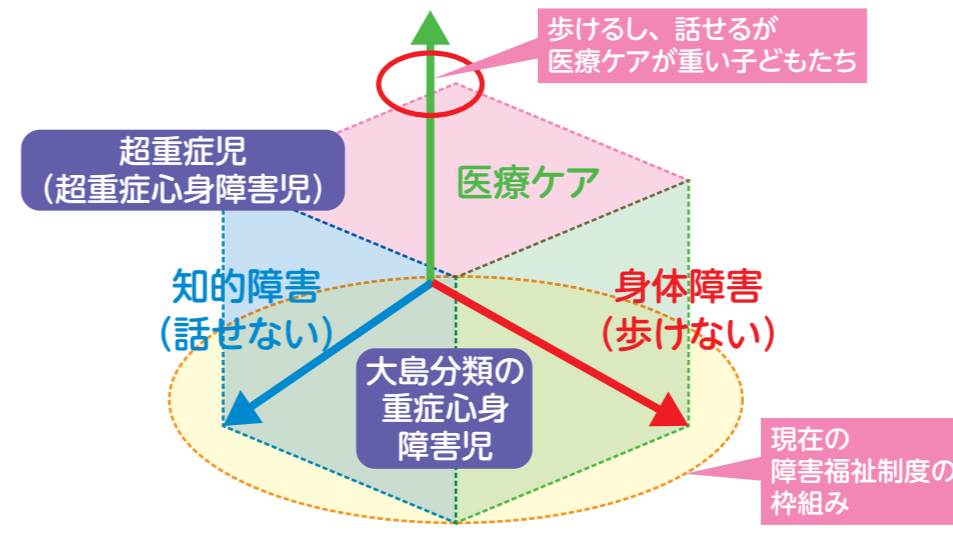 歩けるし、話せるが
医療ケアが重い子どもたち
超重症児
（超重症心身障害児）
医療ケア
知的障害
（話せない）
身体障害
（歩けない）
大島分類の
重症心身
障害児
現在の
障害福祉制度の
枠組み